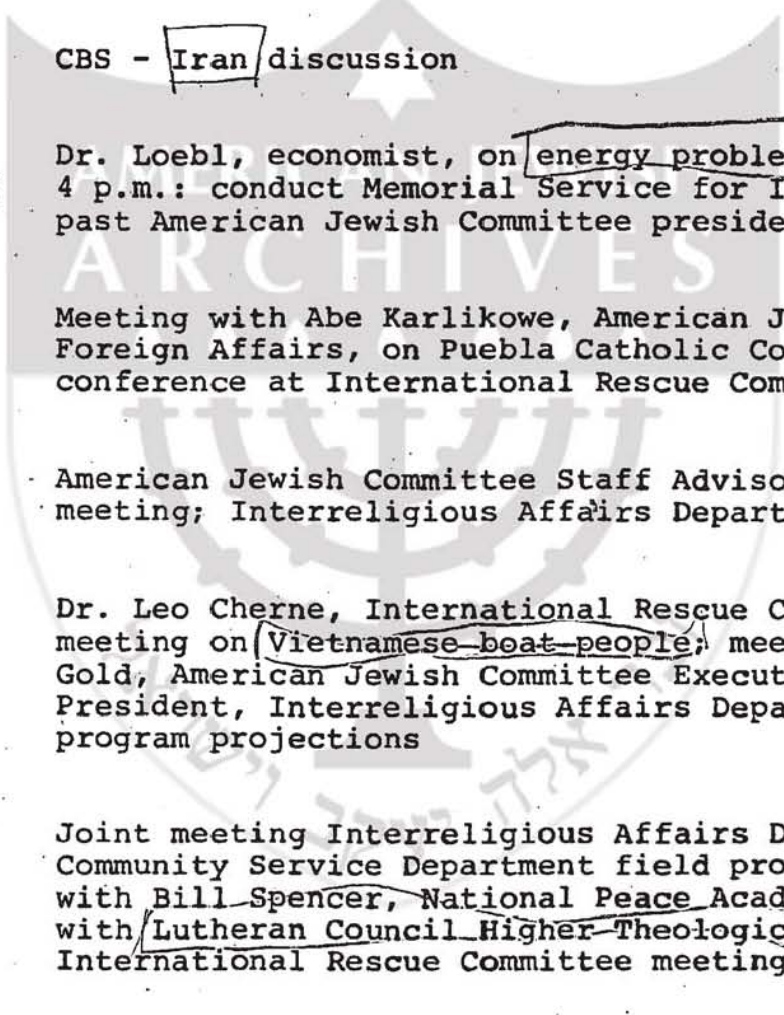 CBS - Iran discussion
Dr. Loebl, economist, on energy proble
4 p.m.: conduct Memorial Service for
past American Jewish Committee preside
Meeting with Abe Karlikowe, American J
Foreign Affairs, on Puebla Catholic Co
conference at International Rescue Com
American Jewish Committee Staff Adviso
meeting; Interreligious Affairs Depart
Dr. Leo Cherne, International Rescue C
meeting on Vietnamese boat people; mee
Gold, American Jewish Committee Execut
President, Interreligious Affairs Depa
program projections
Joint meeting Interreligious Affairs D
Community Service Department field pro
with Bill Spencer, National Peace Acad
with Lutheran Council Higher Theologic
International Rescue Committee meeting
AMERICAN JEWISH
ARCHIVES